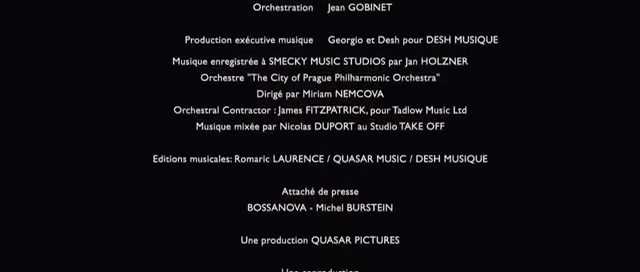 Orchestration Jean GOBINET
Production exécutive musique Georgio et Desh pour DESH MUSIQUE
Musique enregistrée à SMECKY MUSIC STUDIOS par Jan HOLZNER
Orchestre "The City of Prague Philharmonic Orchestra"
Dirigé par Miriam NEMCOVA
Orchestral Contractor : James FITZPATRICK, pour Tadlow Music Ltd
Musique mixée par Nicolas DUPORT au Studio TAKE OFF
Editions musicales: Romaric LAURENCE / QUASAR MUSIC / DESH MUSIQUE
Attaché de presse
BOSSANOVA - Michel BURSTEIN
Une production QUASAR PICTURES
Une coproduction